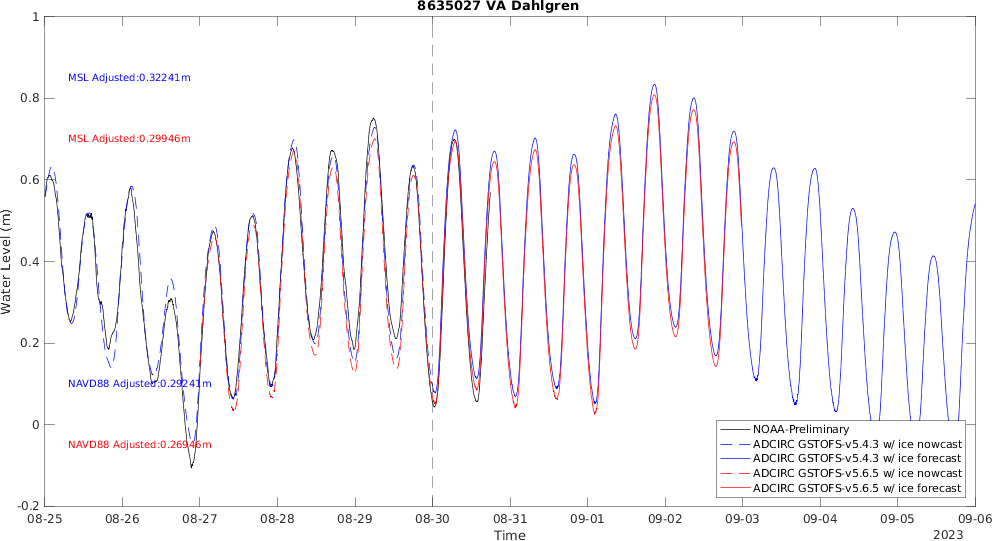 8635027 VA Dahlgren
1
0.8
0.6
0.4
0.2
0
-0.2
Water Level (m)
MSL Adjusted:0.32241m
MSL Adjusted:0.29946m
NAVD88 Adjusted:0.29241m
NAVD88 Adjusted:0.26946m
NOAA-Preliminary
ADCIRC GSTOFS-v5.4.3 w/ ice nowcast
ADCIRC GSTOFS-v5.4.3 w/ ice forecast
ADCIRC GSTOFS-v5.6.5 w/ ice nowcast
ADCIRC GSTOFS-v5.6.5 w/ ice forecast
08-25 08-26 08-27 08-28 08-29 08-30 08-31 09-01 09-02 09-03 09-04 09-05 09-06
Time 2023